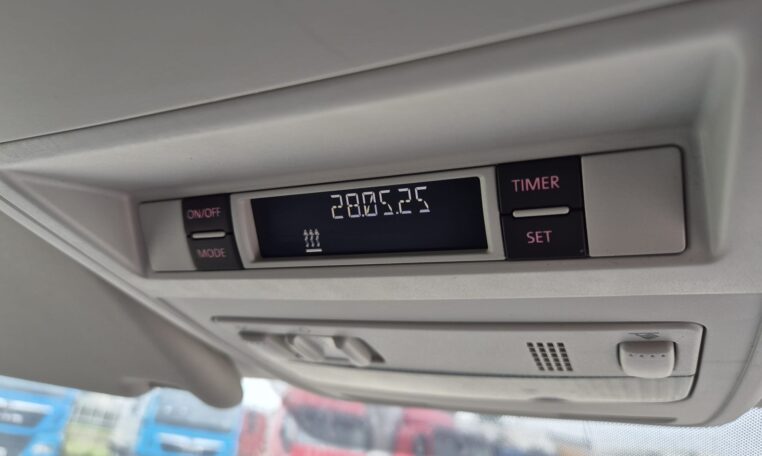 ON/OFF
MODE
28.05.25
TIMER
SET